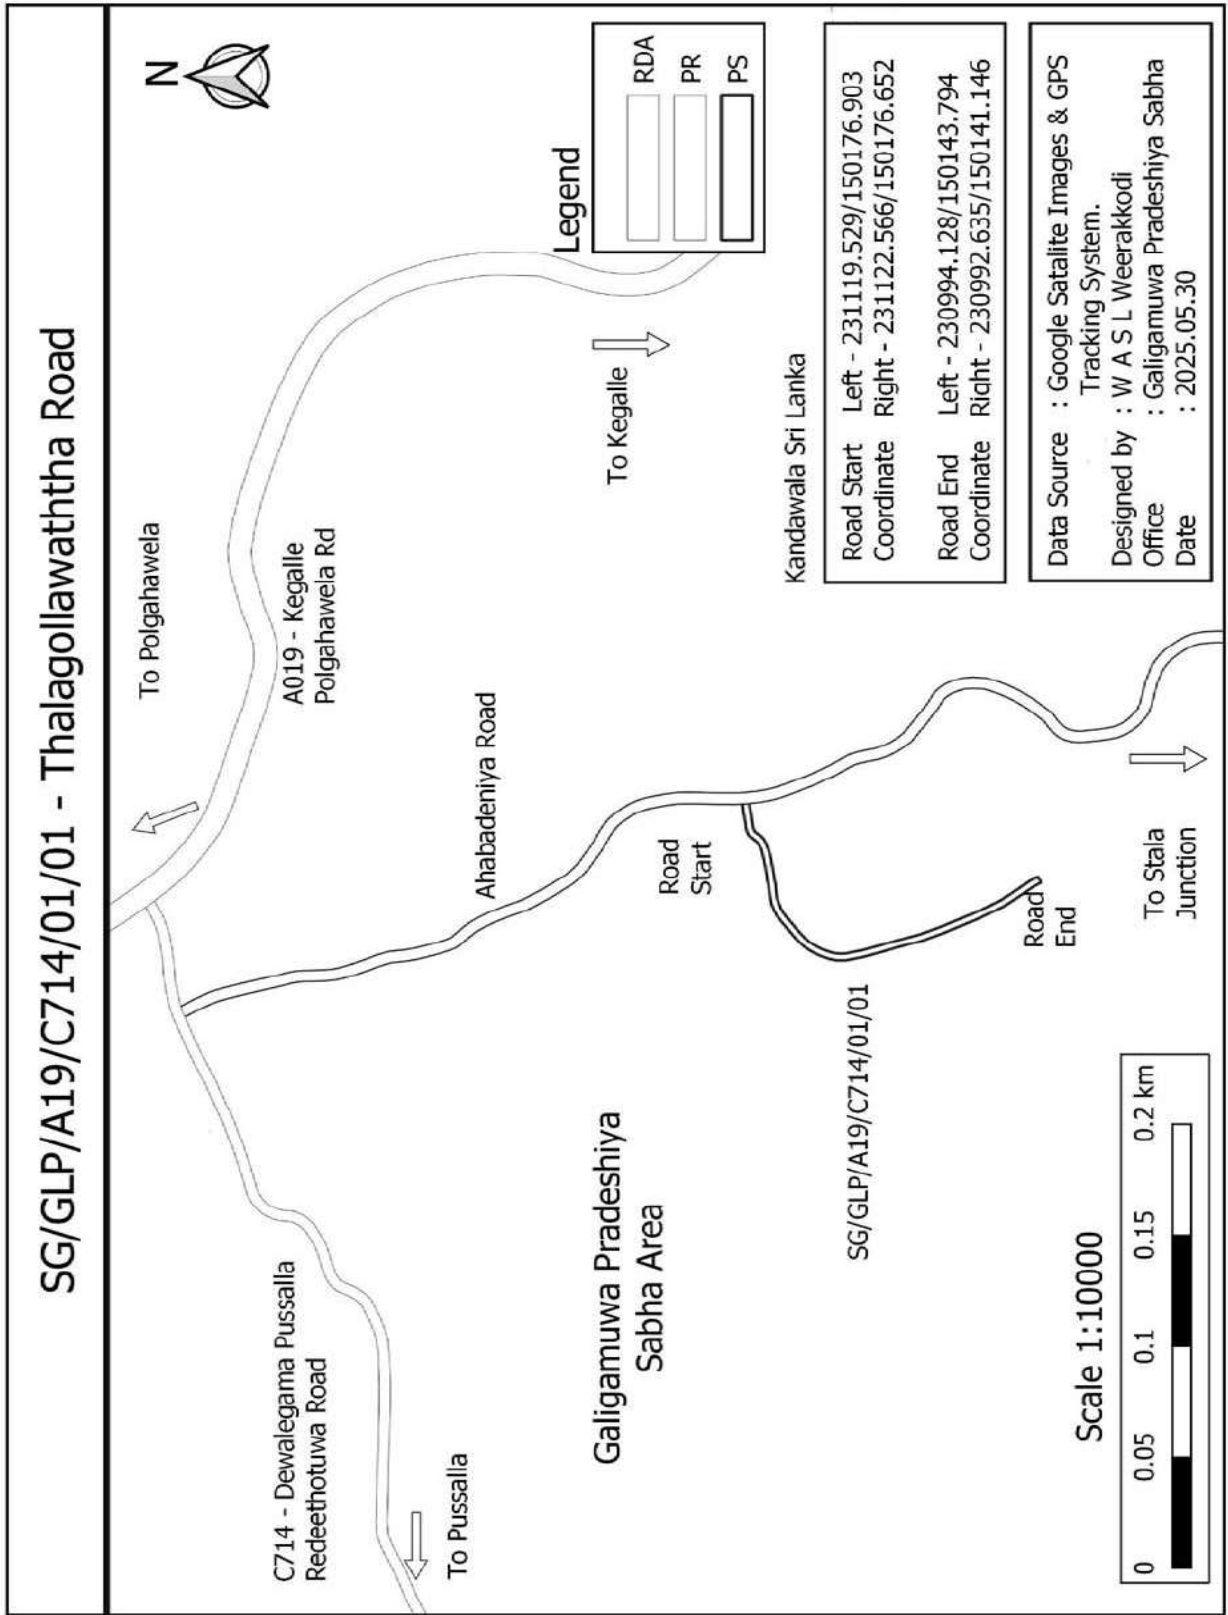 SG/GLP/A19/C714/01/01 - Thalagollawaththa Road
N
To Polgahawela
A019 - Kegalle
Polgahawela Rd
Legend
RDA
PR
PS
To Kegalle
C714 - Dewalegama Pussalla
Redeethotuwa Road
To Pussalla
Ahabadeniya Road
Galigamuwa Pradeshiya
Sabha Area
Road
Start
Kandawala Sri Lanka
Road Start Left - 231119.529/150176.903
Coordinate Right - 231122.566/150176.652
Road End Left - 230994.128/150143.794
Coordinate Right - 230992.635/150141.146
SG/GLP/A19/C714/01/01
Road
End
Data Source : Google Satalite Images & GPS
Tracking System.
Designed by : W A S L Weerakkodi
Office : Galigamuwa Pradeshiya Sabha
Date : 2025.05.30
To Stala
Junction
Scale 1:10000
0 0.05 0.1 0.15 0.2 km